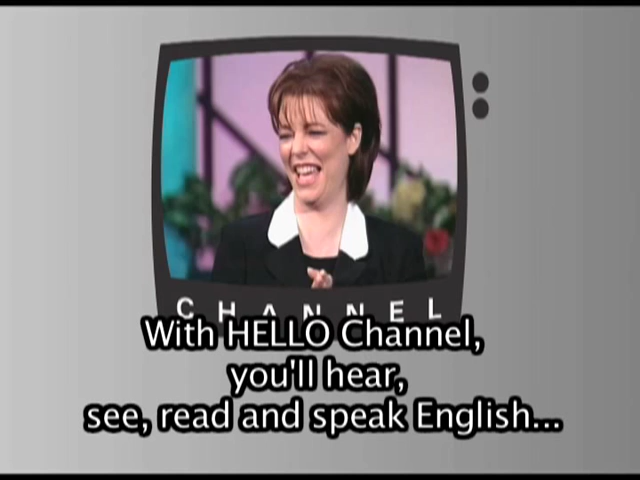 CHANNEL
With HELLO Channel,
you'll hear,
see, read and speak English...